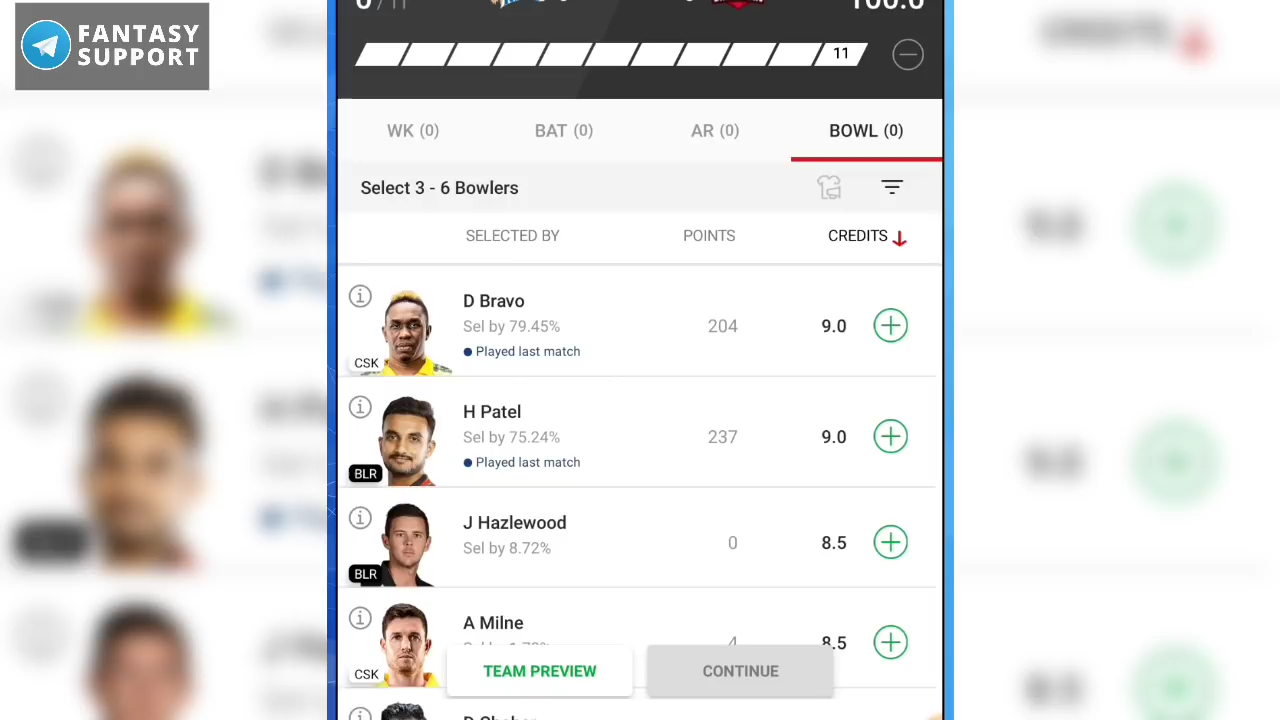 FANTASY
SUPPORT
11
WK (0)
BAT (0)
AR (0)
BOWL (0)
Select 3 - 6 Bowlers
SELECTED BY
POINTS
CREDITS
D Bravo
Sel by 79.45%
204
9.0
Played last match
CSK
H Patel
Sel by 75.24%
237
9.0
Played last match
BLR
J Hazlewood
Sel by 8.72%
0
8.5
BLR
A Milne
4
8.5
CSK
TEAM PREVIEW
CONTINUE